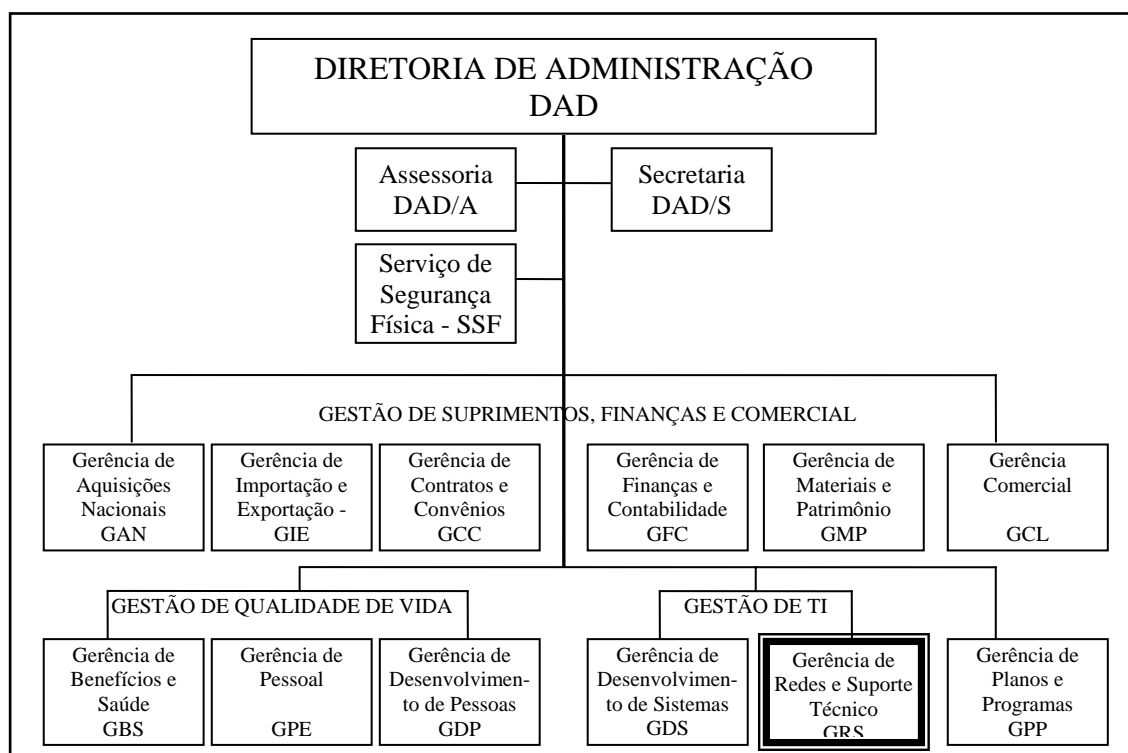 DIRETORIA DE ADMINISTRAÇÃO
DAD
Assessoria
DAD/A
Secretaria
DAD/S
Serviço de
Segurança
Física - SSF
GESTÃO DE SUPRIMENTOS, FINANÇAS E COMERCIAL
Gerência de
Aquisições
Nacionais
GAN
Gerência de
Importação e
Exportação -
GIE
Gerência de
Contratos e
Convênios
GCC
Gerência de
Finanças e
Contabilidade
GFC
Gerência de
Materiais e
Patrimônio
GMP
Gerência
Comercial
GCL
GESTÃO DE QUALIDADE DE VIDA
GESTÃO DE TI
Gerência de
Benefícios e
Saúde
GBS
Gerência de
Pessoal
GPE
Gerência de
Desenvolvimen-
to de Pessoas
GDP
Gerência de
Desenvolvimen-
to de Sistemas
GDS
Gerência de
Redes e Suporte
Técnico
GRS
Gerência de
Planos e
Programas
GPP